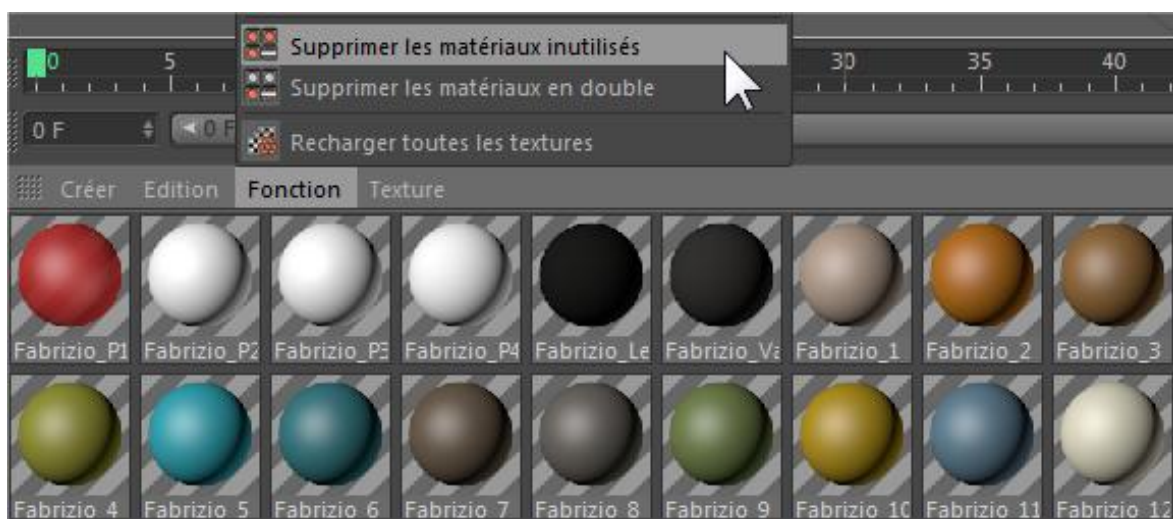 0 5 30 35 40
Supprimer les matériaux inutilisés
Supprimer les matériaux en double
0 F 0 F
Recharger toutes les textures
Créer Edition Fonction Texture
Fabrizio_P1 Fabrizio_P2 Fabrizio_P3 Fabrizio_P4 Fabrizio_Le Fabrizio_Va Fabrizio_1 Fabrizio_2 Fabrizio_3
Fabrizio_4 Fabrizio_5 Fabrizio_6 Fabrizio_7 Fabrizio_8 Fabrizio_9 Fabrizio_10 Fabrizio_11 Fabrizio_12